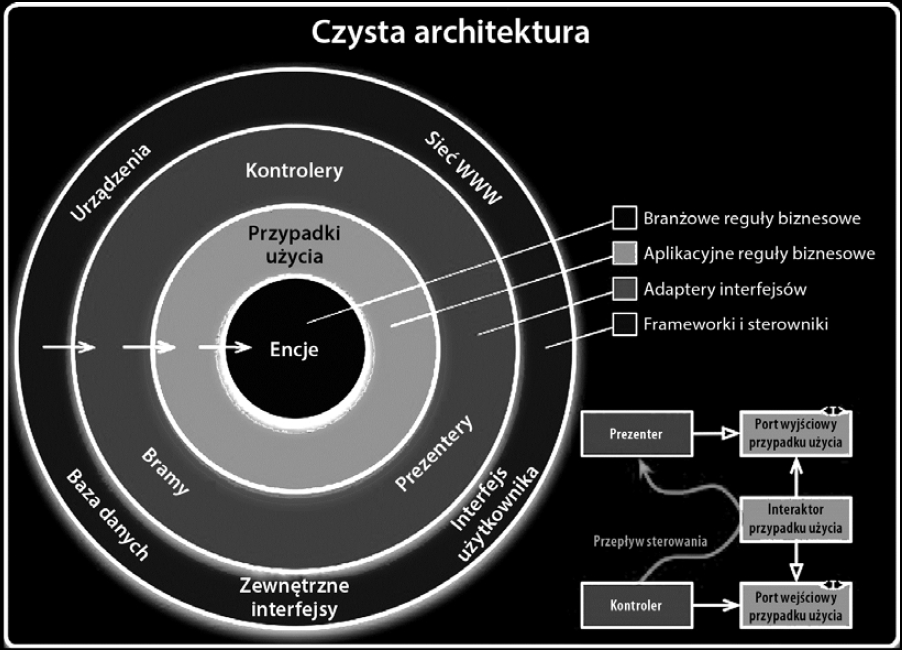 Czysta architektura
Urządzenia
Sieć WWW
Kontrolery
Przypadki
użycia
Encje
Bramy
Prezentery
Baza danych
Interfejs
użytkownika
Zewnętrzne
interfejsy
Branżowe reguły biznesowe
Aplikacyjne reguły biznesowe
Adaptery interfejsów
Frameworki i sterowniki
Prezenter
Port wyjściowy
przypadku użycia
I
Interaktor
przypadku użycia
Przepływ sterowania
Kontroler
Port wejściowy
przypadku użycia
I